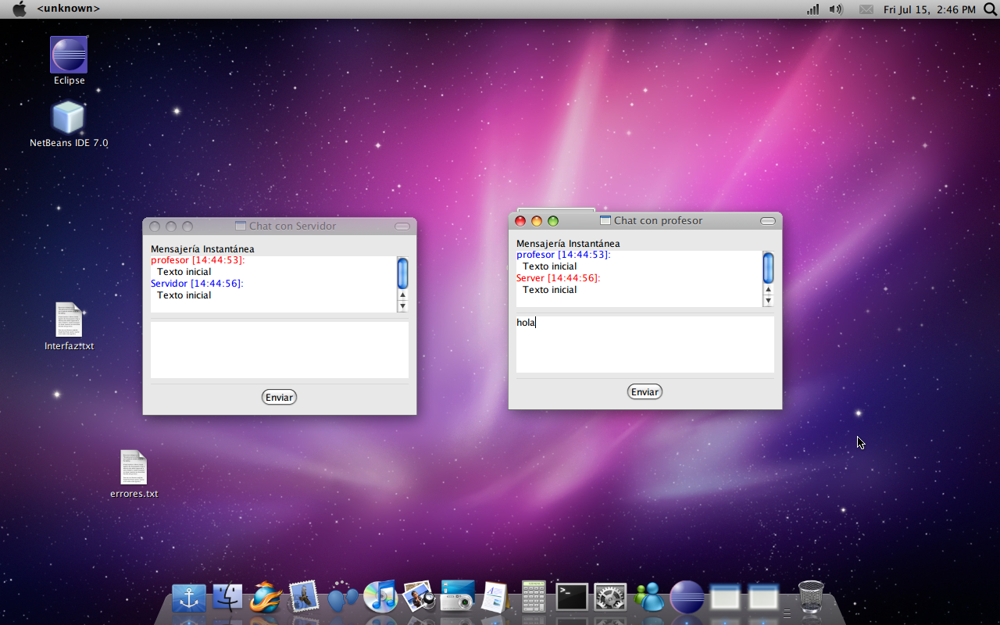 <unknown>
Fri Jul 15, 2:46 PM
Eclipse
NetBeans IDE 7.0
Interfaz.txt
errores.txt
Chat con Servidor
Mensajería Instantánea
profesor [14:44:53]:
Texto inicial
Servidor [14:44:56]:
Texto inicial
Enviar
Chat con profesor
Mensajería Instantánea
profesor [14:44:53]:
Texto inicial
Server [14:44:56]:
Texto inicial
hola
Enviar